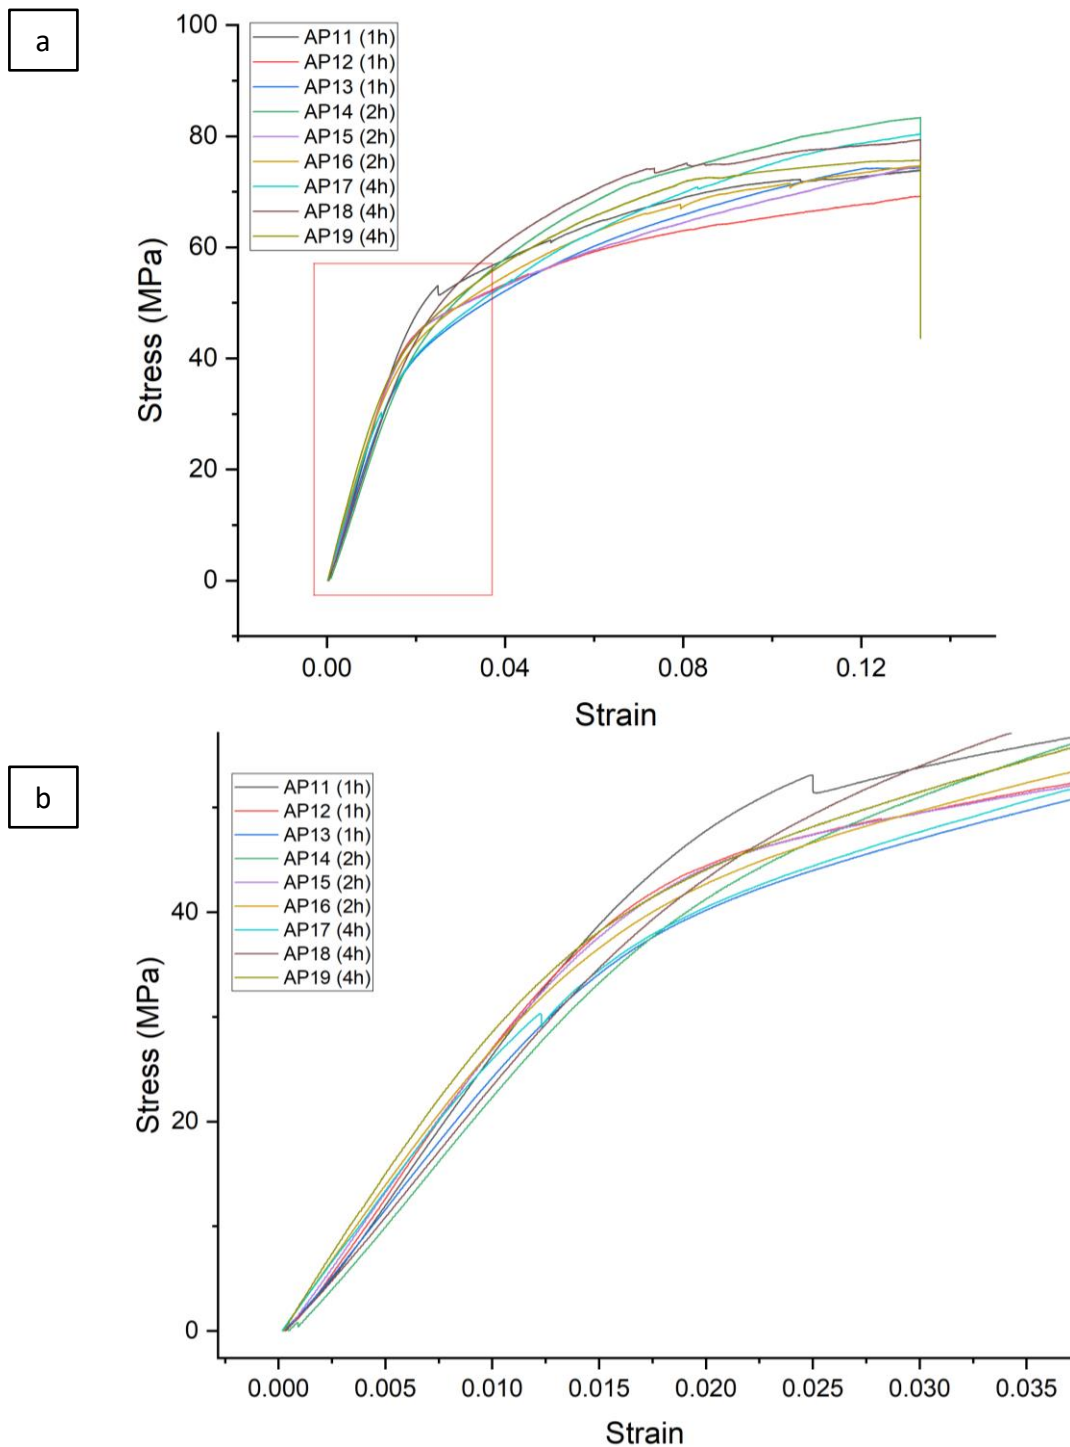 a
100
80
60
40
20
0
Stress (MPa)
AP11 (1h)
AP12 (1h)
AP13 (1h)
AP14 (2h)
AP15 (2h)
AP16 (2h)
AP17 (4h)
AP18 (4h)
AP19 (4h)
0.00 0.04 0.08 0.12
Strain
b
40
20
0
Stress (MPa)
AP11 (1h)
AP12 (1h)
AP13 (1h)
AP14 (2h)
AP15 (2h)
AP16 (2h)
AP17 (4h)
AP18 (4h)
AP19 (4h)
0.000 0.005 0.010 0.015 0.020 0.025 0.030 0.035
Strain